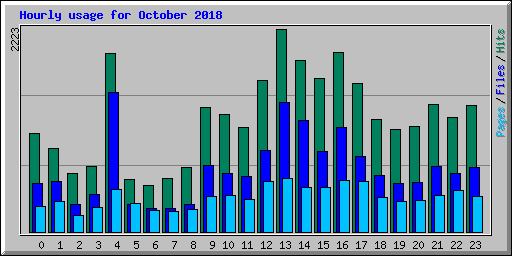 Hourly usage for October 2018
2223
Pages / Files / Hits
0 1 2 3 4 5 6 7 8 9 10 11 12 13 14 15 16 17 18 19 20 21 22 23